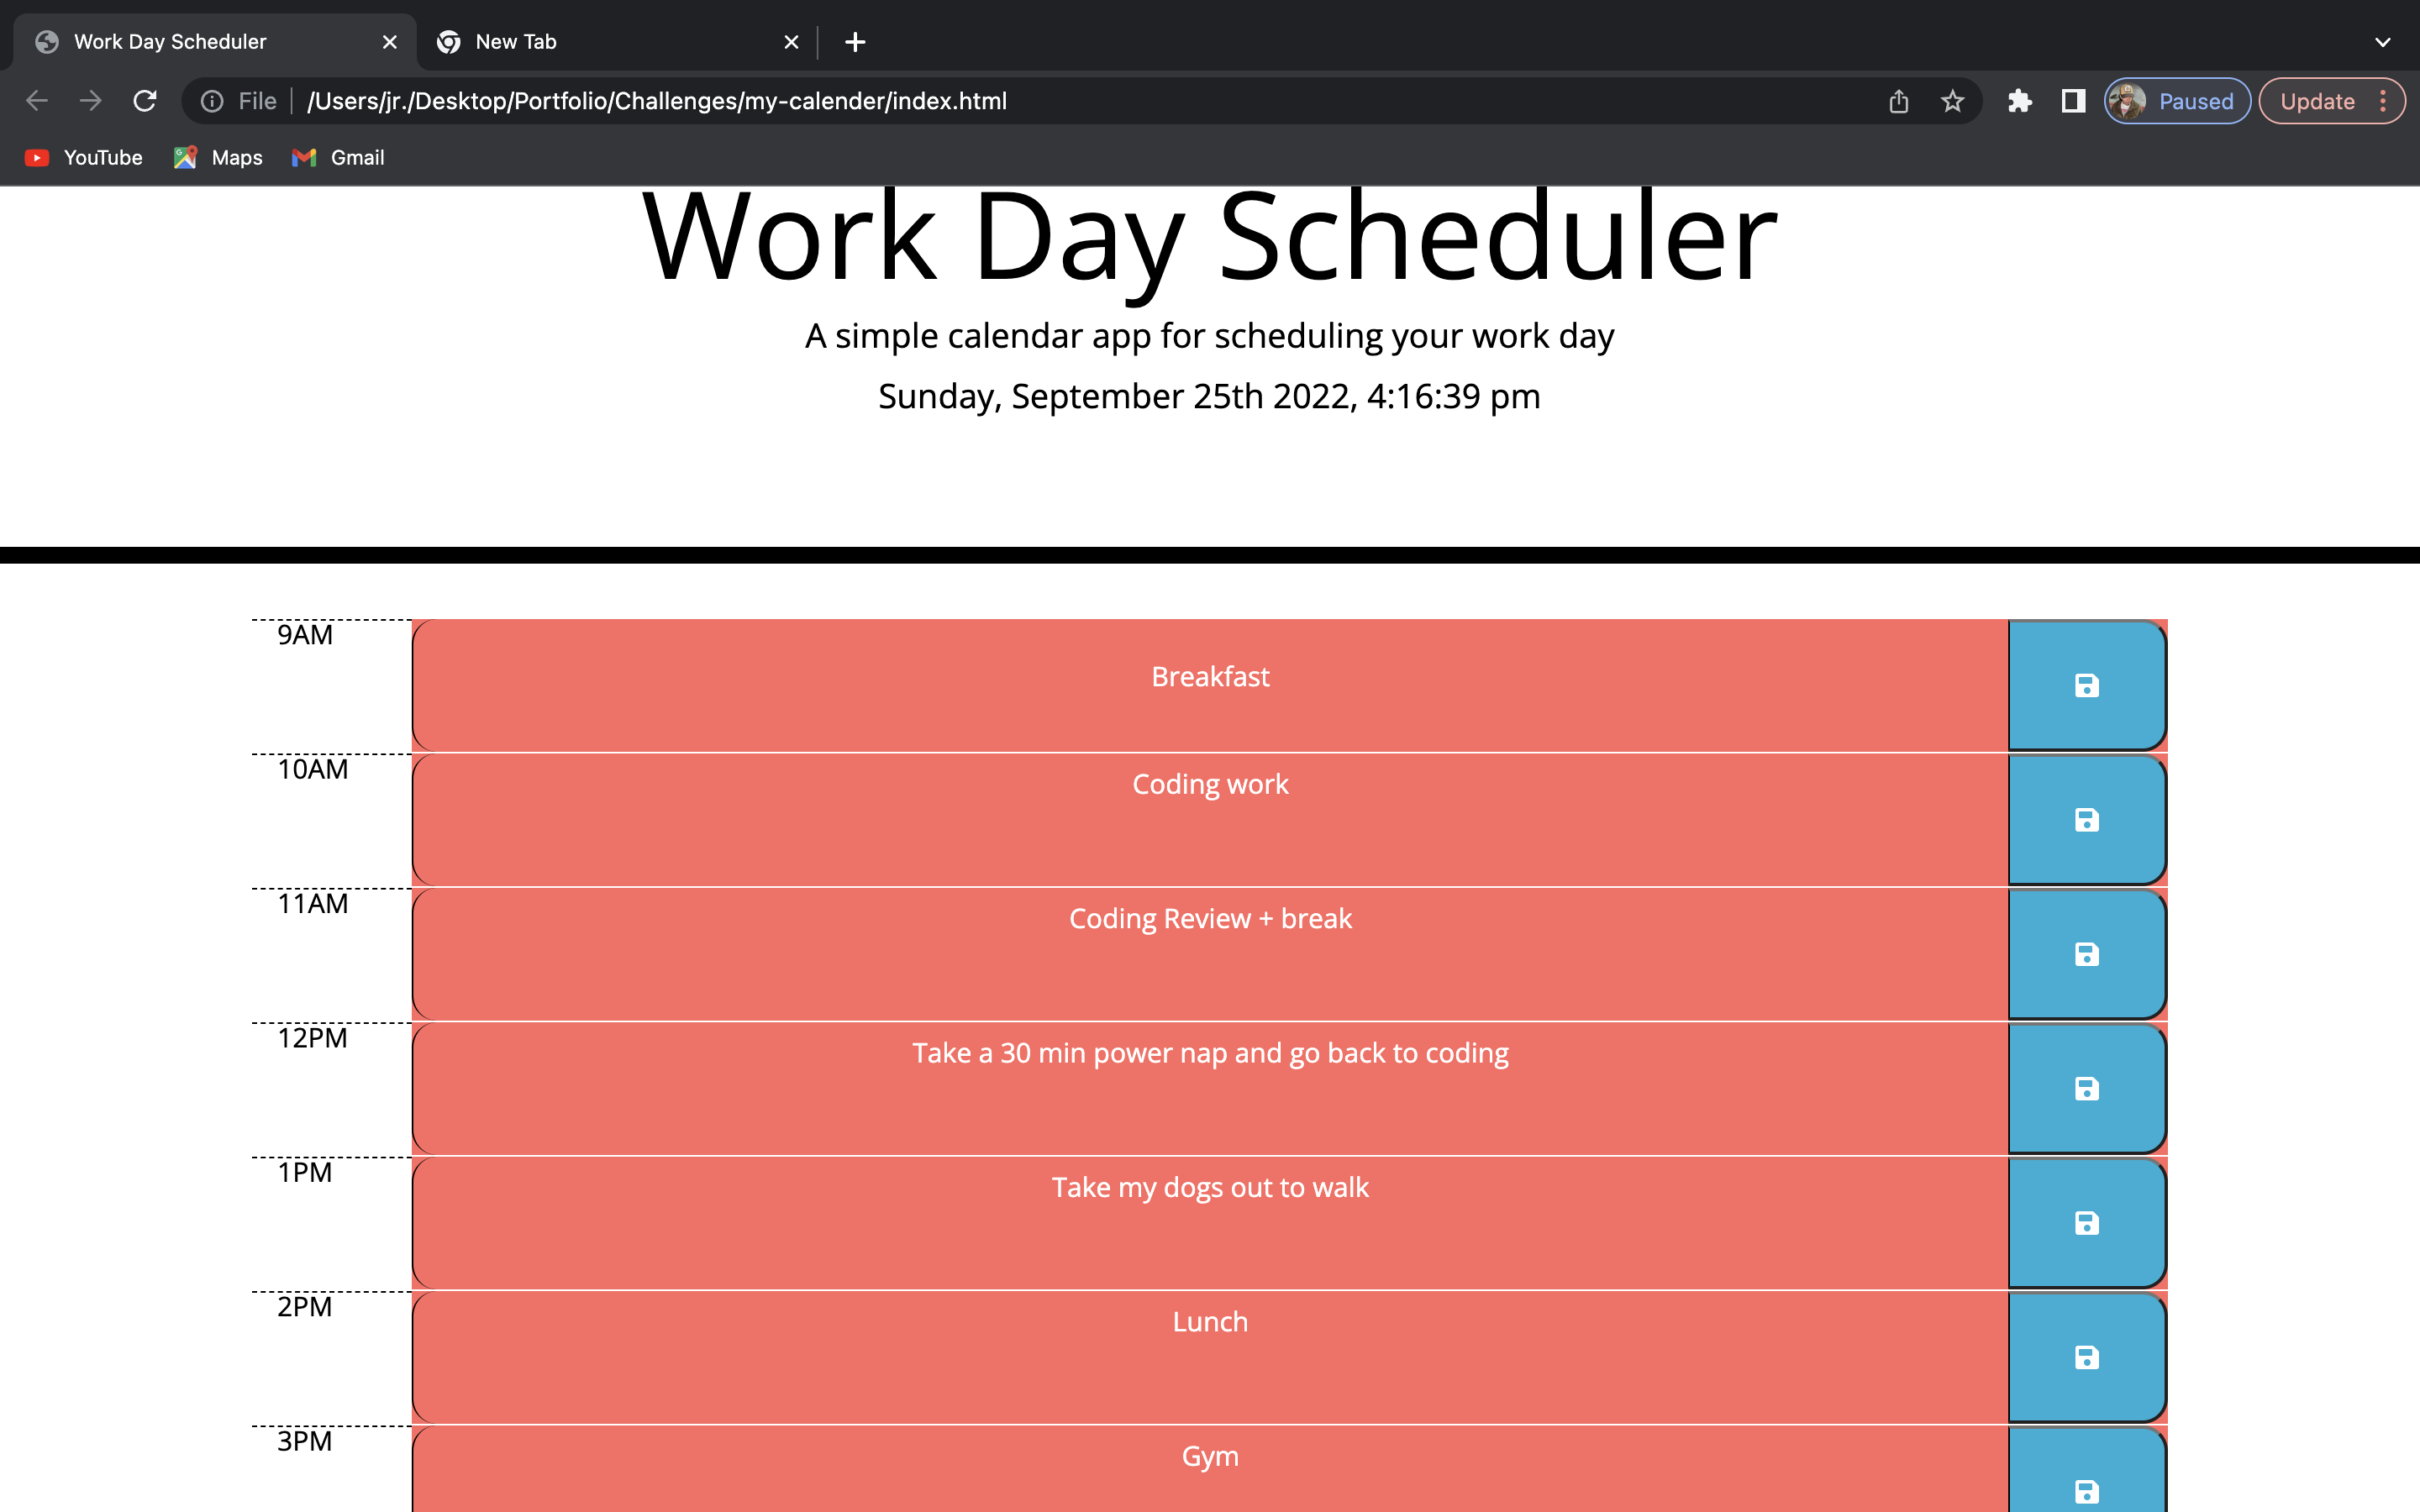 Work Day Scheduler
New Tab
File
/Users/jr./Desktop/Portfolio/Challenges/my-calender/index.html
Paused
Update
YouTube
Maps
Gmail
Work Day Scheduler
A simple calendar app for scheduling your work day
Sunday, September 25th 2022, 4:16:39 pm
9AM
Breakfast
10AM
Coding work
11AM
Coding Review + break
12PM
Take a 30 min power nap and go back to coding
1PM
Take my dogs out to walk
2PM
Lunch
3PM
Gym